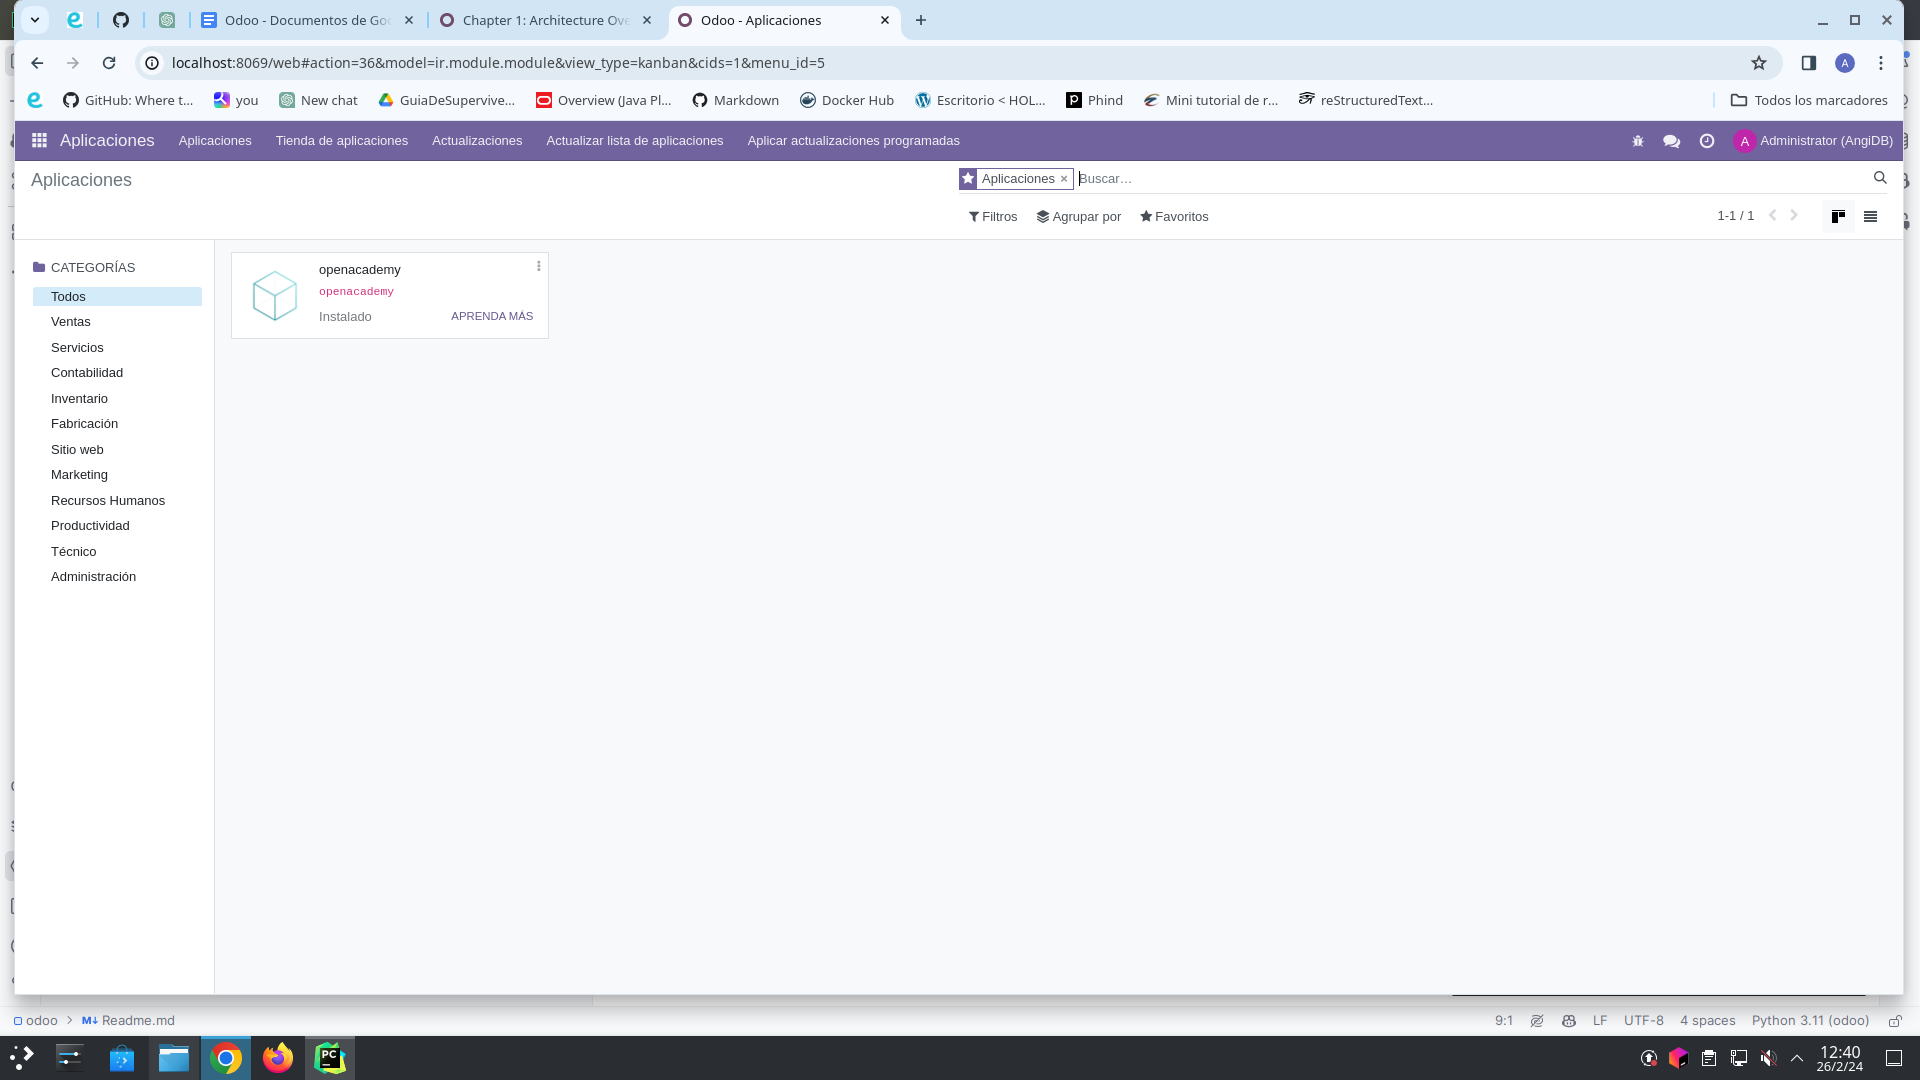 Odoo - Documentos de Goo
Chapter 1: Architecture Ove
Odoo - Aplicaciones
localhost:8069/web#action=36&model=ir.module.module&view_type=kanban&cids=1&menu_id=5
A
GitHub: Where t...
you
New chat
GuiaDeSupervive...
Overview (Java Pl...
Markdown
Docker Hub
Escritorio < HOL...
Phind
Mini tutorial de r...
reStructuredText...
Todos los marcadores
Aplicaciones
Aplicaciones
Tienda de aplicaciones
Actualizaciones
Actualizar lista de aplicaciones
Aplicar actualizaciones programadas
A
Administrator (AngiDB)
Aplicaciones
Aplicaciones ×
Buscar...
Filtros
Agrupar por
Favoritos
1-1 / 1
CATEGORÍAS
Todos
Ventas
Servicios
Contabilidad
Inventario
Fabricación
Sitio web
Marketing
Recursos Humanos
Productividad
Técnico
Administración
openacademy
openacademy
Instalado
APRENDA MÁS
odoo
M↓ Readme.md
9:1
LF
UTF-8
4 spaces
Python 3.11 (odoo)
PC
12:40
26/2/24